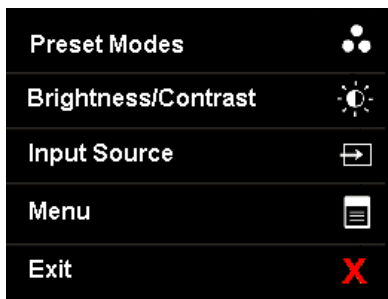 Preset Modes
Brightness/Contrast
Input Source
Menu
Exit